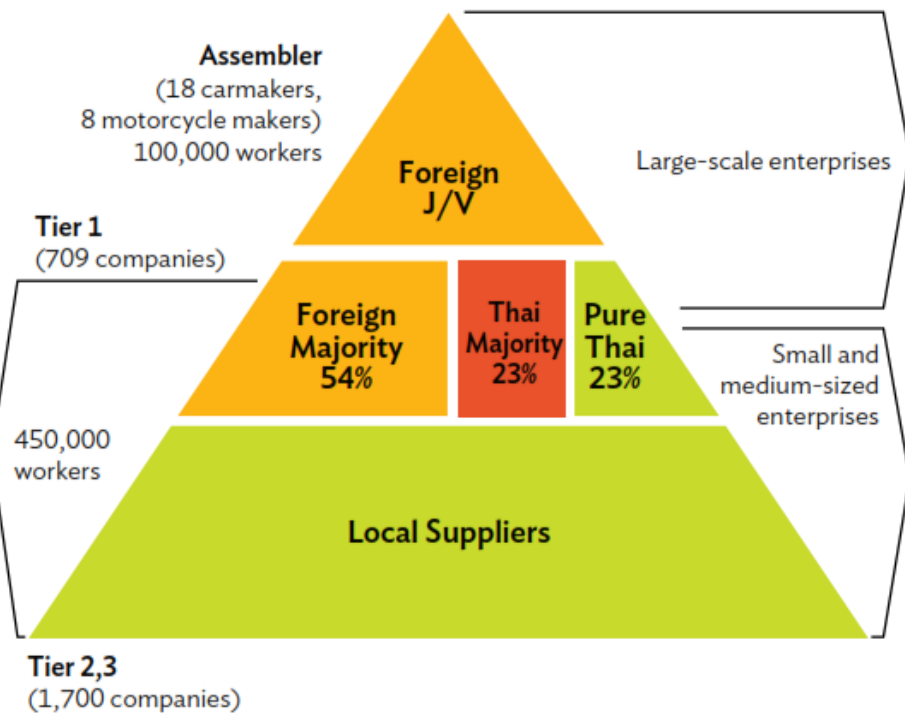 Assembler
(18 carmakers,
8 motorcycle makers)
100,000 workers
Foreign
J/V
Large-scale enterprises
Tier 1
(709 companies)
Foreign
Majority
54%
Thai
Majority
23%
Pure
Thai
23%
Small and
medium-sized
enterprises
450,000
workers
Local Suppliers
Tier 2,3
(1,700 companies)